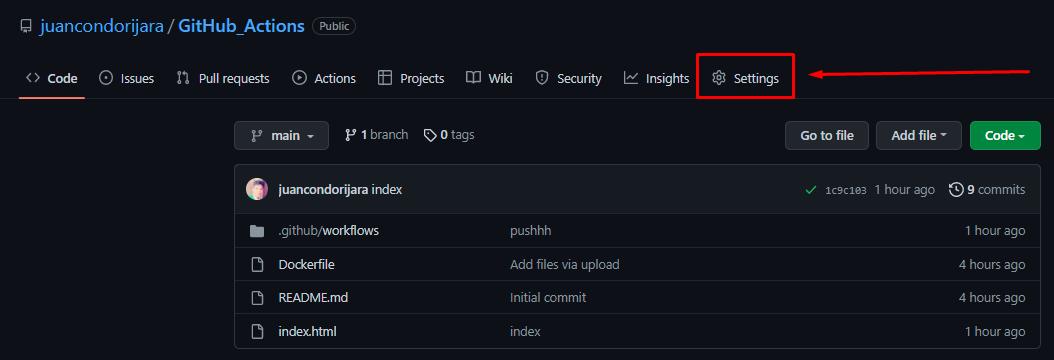 juancondorijara / GitHub_Actions Public
Code Issues Pull requests Actions Projects Wiki Security Insights Settings
main 1 branch 0 tags Go to file Add file Code
juancondorijara index 1c9c103 1 hour ago 9 commits
.github/workflows pushhh 1 hour ago
Dockerfile Add files via upload 4 hours ago
README.md Initial commit 4 hours ago
index.html index 1 hour ago